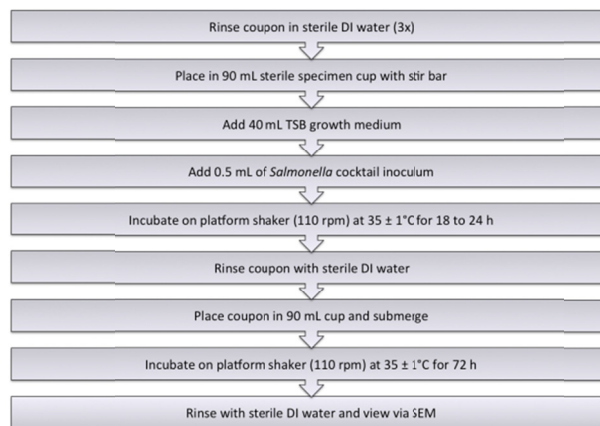 Rinse coupon in sterile DI water (3x)
Place in 90 mL sterile specimen cup with stir bar
Add 40 mL TSB growth medium
Add 0.5 mL of Salmonella cocktail inoculum
Incubate on platform shaker (110 rpm) at 35 ± 1°C for 18 to 24 h
Rinse coupon with sterile DI water
Place coupon in 90 mL cup and submerge
Incubate on platform shaker (110 rpm) at 35 ± 1°C for 72 h
Rinse with sterile DI water and view via SEM